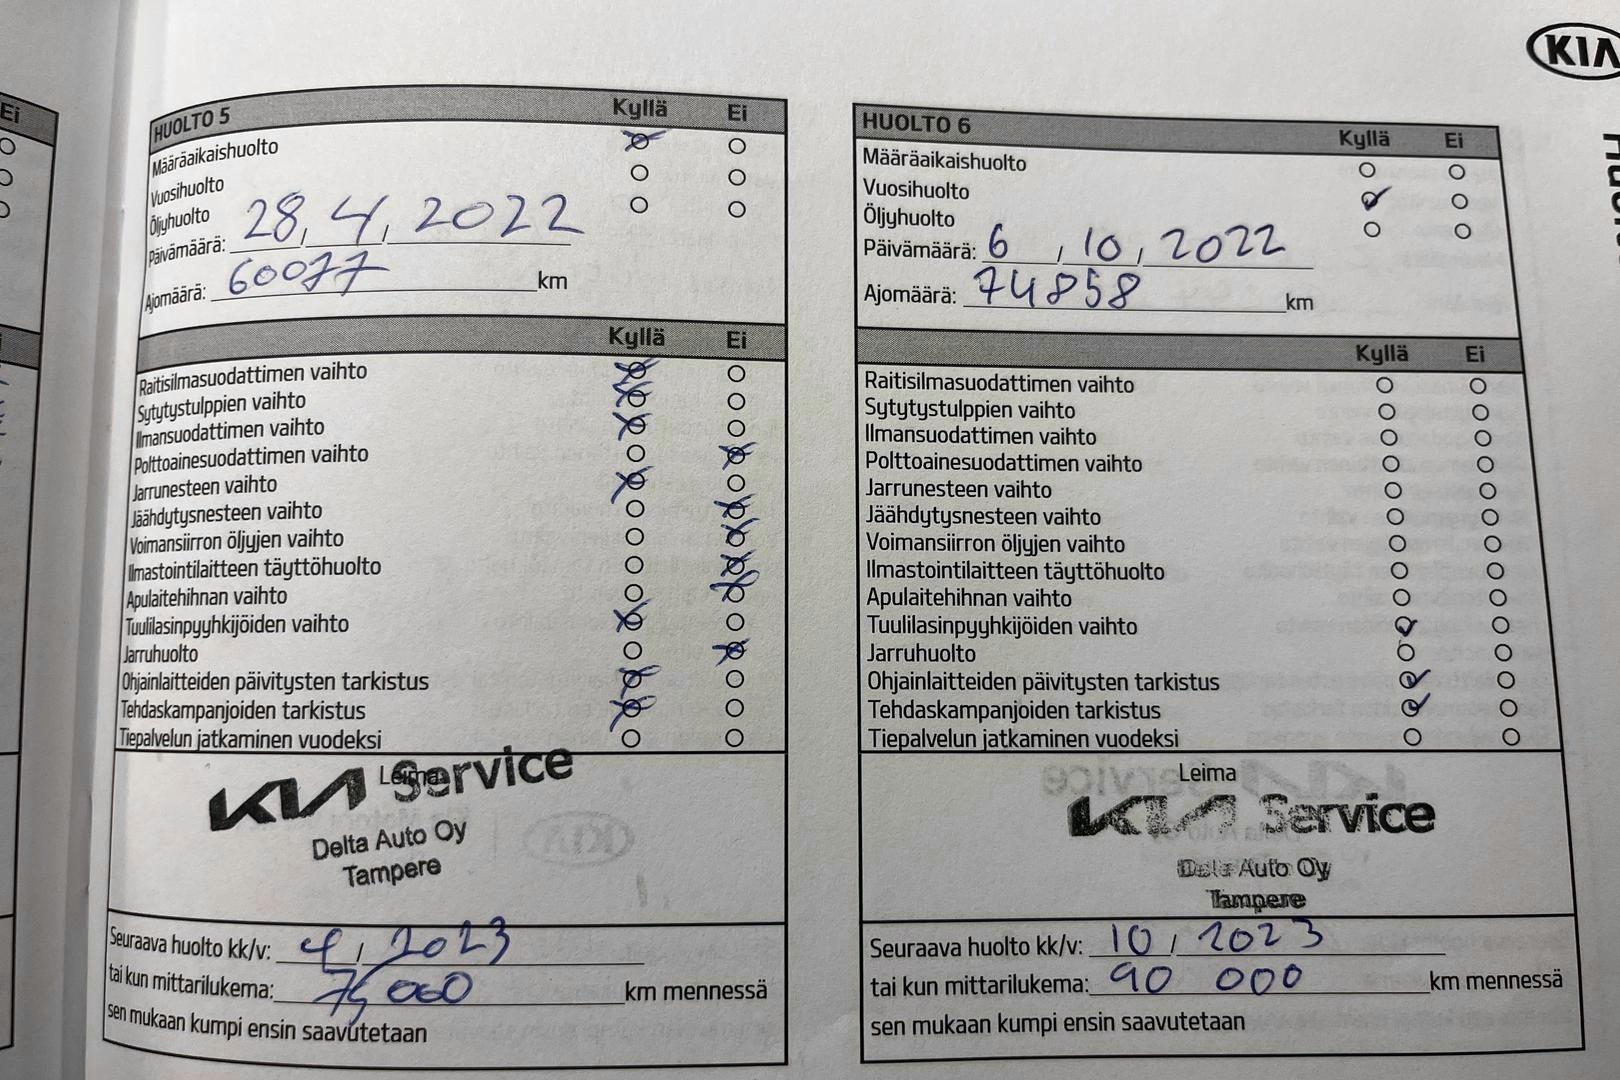 Ei
KIA
HUOLTO 5 Kyllä Ei
Määräaikaishuolto
Vuosihuolto
Öljyhuolto
Päivämäärä: 28, 4, 2022
Ajomäärä: 60077 km
Kyllä Ei
Raitisilmasuodattimen vaihto
Sytytystulppien vaihto
Ilmansuodattimen vaihto
Polttoainesuodattimen vaihto
Jarrunesteen vaihto
Jäähdytysnesteen vaihto
Voimansiirron öljyjen vaihto
Ilmastointilaitteen täyttöhuolto
Apulaitehihnan vaihto
Tuulilasinpyyhkijöiden vaihto
Jarruhuolto
Ohjainlaitteiden päivitysten tarkistus
Tehdaskampanjoiden tarkistus
Tiepalvelun jatkaminen vuodeksi
Leima
KIA Service
Delta Auto Oy
Tampere
Seuraava huolto kk/v: 4 / 2023
tai kun mittarilukema: 75 000 km mennessä
sen mukaan kumpi ensin saavutetaan
HUOLTO 6 Kyllä Ei
Määräaikaishuolto
Vuosihuolto
Öljyhuolto
Päivämäärä: 6, 10, 2022
Ajomäärä: 74858 km
Kyllä Ei
Raitisilmasuodattimen vaihto
Sytytystulppien vaihto
Ilmansuodattimen vaihto
Polttoainesuodattimen vaihto
Jarrunesteen vaihto
Jäähdytysnesteen vaihto
Voimansiirron öljyjen vaihto
Ilmastointilaitteen täyttöhuolto
Apulaitehihnan vaihto
Tuulilasinpyyhkijöiden vaihto
Jarruhuolto
Ohjainlaitteiden päivitysten tarkistus
Tehdaskampanjoiden tarkistus
Tiepalvelun jatkaminen vuodeksi
Leima
KIA Service
Delta Auto Oy
Tampere
Seuraava huolto kk/v: 10 / 2023
tai kun mittarilukema: 90 000 km mennessä
sen mukaan kumpi ensin saavutetaan